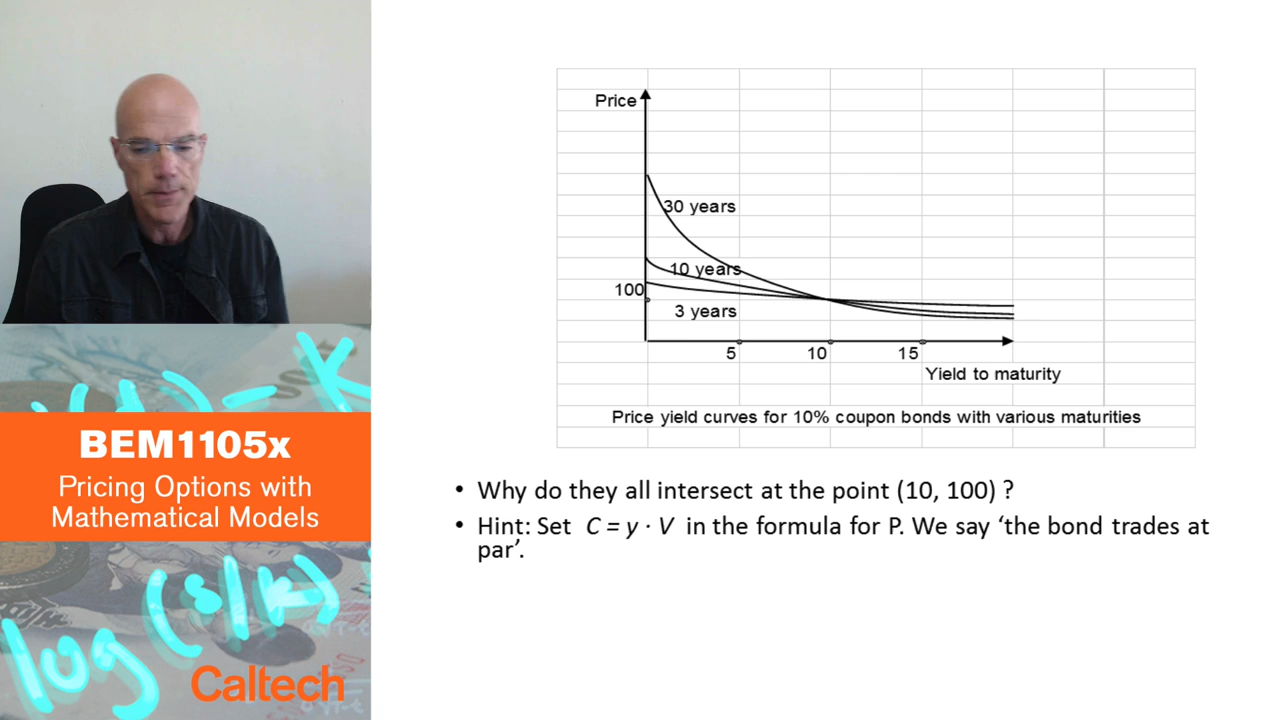 Price
30 years
10 years
100
3 years
5 10 15
Yield to maturity
Price yield curves for 10% coupon bonds with various maturities
• Why do they all intersect at the point (10, 100) ?
• Hint: Set C = y · V in the formula for P. We say ‘the bond trades at
par’.
BEM1105x
Pricing Options with
Mathematical Models
log (s/k)
Caltech